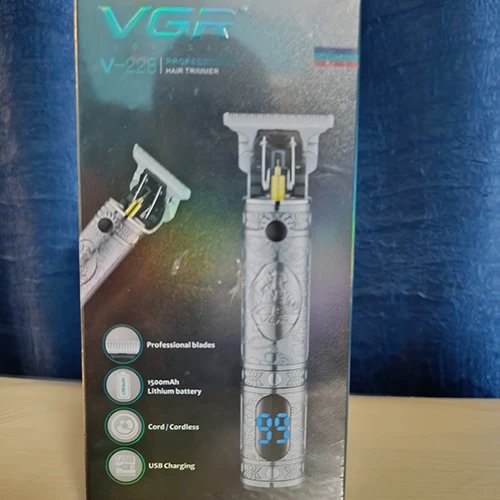 VGR
V-228 PROFESSIONAL
HAIR TRIMMER
Professional blades
1500mAh
Lithium battery
Cord / Cordless
USB Charging
99